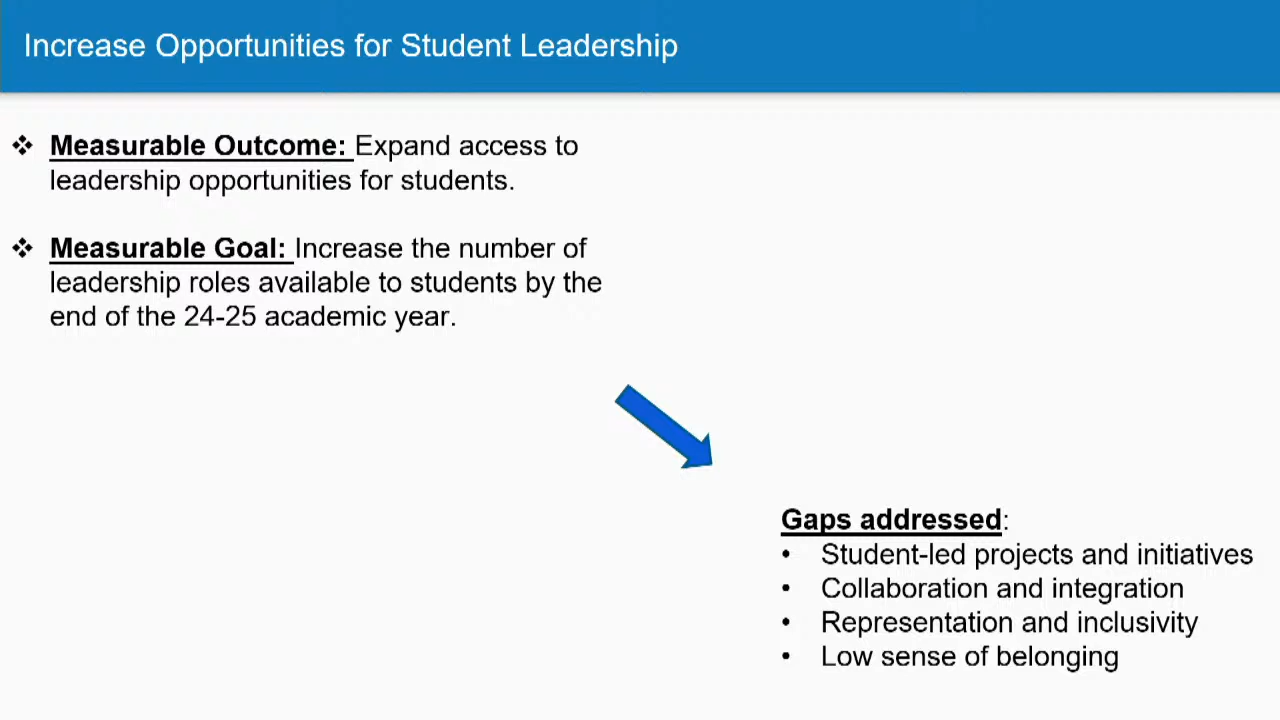 Increase Opportunities for Student Leadership
❖ Measurable Outcome: Expand access to
leadership opportunities for students.
❖ Measurable Goal: Increase the number of
leadership roles available to students by the
end of the 24-25 academic year.
Gaps addressed:
• Student-led projects and initiatives
• Collaboration and integration
• Representation and inclusivity
• Low sense of belonging